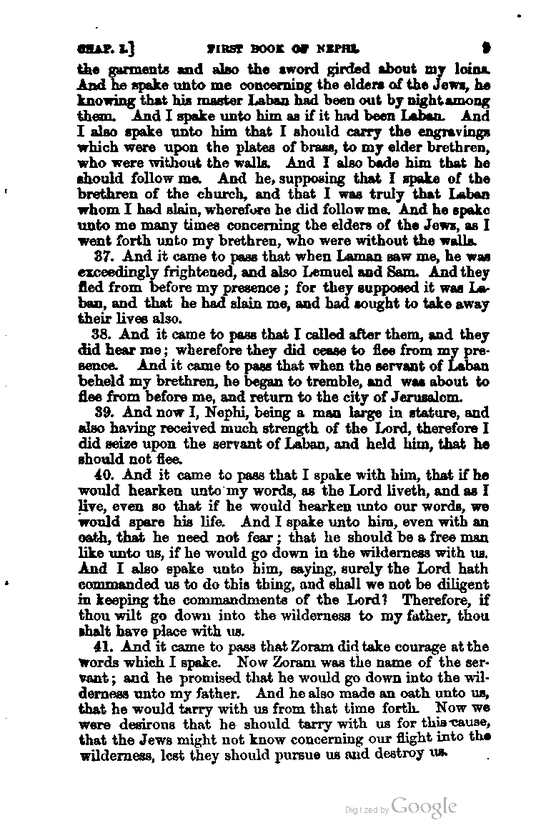 CHAP. I.] FIRST BOOK OF NEPHI. 9
the garments and also the sword girded about my loins.
And he spake unto me concerning the elders of the Jews, he
knowing that his master Laban had been out by night among
them. And I spake unto him as if it had been Laban. And
I also spake unto him that I should carry the engravings
which were upon the plates of brass, to my elder brethren,
who were without the walls. And I also bade him that he
should follow me. And he, supposing that I spake of the
brethren of the church, and that I was truly that Laban
whom I had slain, wherefore he did follow me. And he spake
unto me many times concerning the elders of the Jews, as I
went forth unto my brethren, who were without the walls.
37. And it came to pass that when Laman saw me, he was
exceedingly frightened, and also Lemuel and Sam. And they
fled from before my presence; for they supposed it was La-
ban, and that he had slain me, and had sought to take away
their lives also.
38. And it came to pass that I called after them, and they
did hear me; wherefore they did cease to flee from my pre-
sence. And it came to pass that when the servant of Laban
beheld my brethren, he began to tremble, and was about to
flee from before me, and return to the city of Jerusalem.
39. And now I, Nephi, being a man large in stature, and
also having received much strength of the Lord, therefore I
did seize upon the servant of Laban, and held him, that he
should not flee.
40. And it came to pass that I spake with him, that if he
would hearken unto my words, as the Lord liveth, and as I
live, even so that if he would hearken unto our words, we
would spare his life. And I spake unto him, even with an
oath, that he need not fear; that he should be a free man
like unto us, if he would go down in the wilderness with us.
And I also spake unto him, saying, surely the Lord hath
commanded us to do this thing, and shall we not be diligent
in keeping the commandments of the Lord? Therefore, if
thou wilt go down into the wilderness to my father, thou
shalt have place with us.
41. And it came to pass that Zoram did take courage at the
words which I spake. Now Zoram was the name of the ser-
vant; and he promised that he would go down into the wil-
derness unto my father. And he also made an oath unto us,
that he would tarry with us from that time forth. Now we
were desirous that he should tarry with us for this cause,
that the Jews might not know concerning our flight into the
wilderness, lest they should pursue us and destroy us.
Digitized by Google